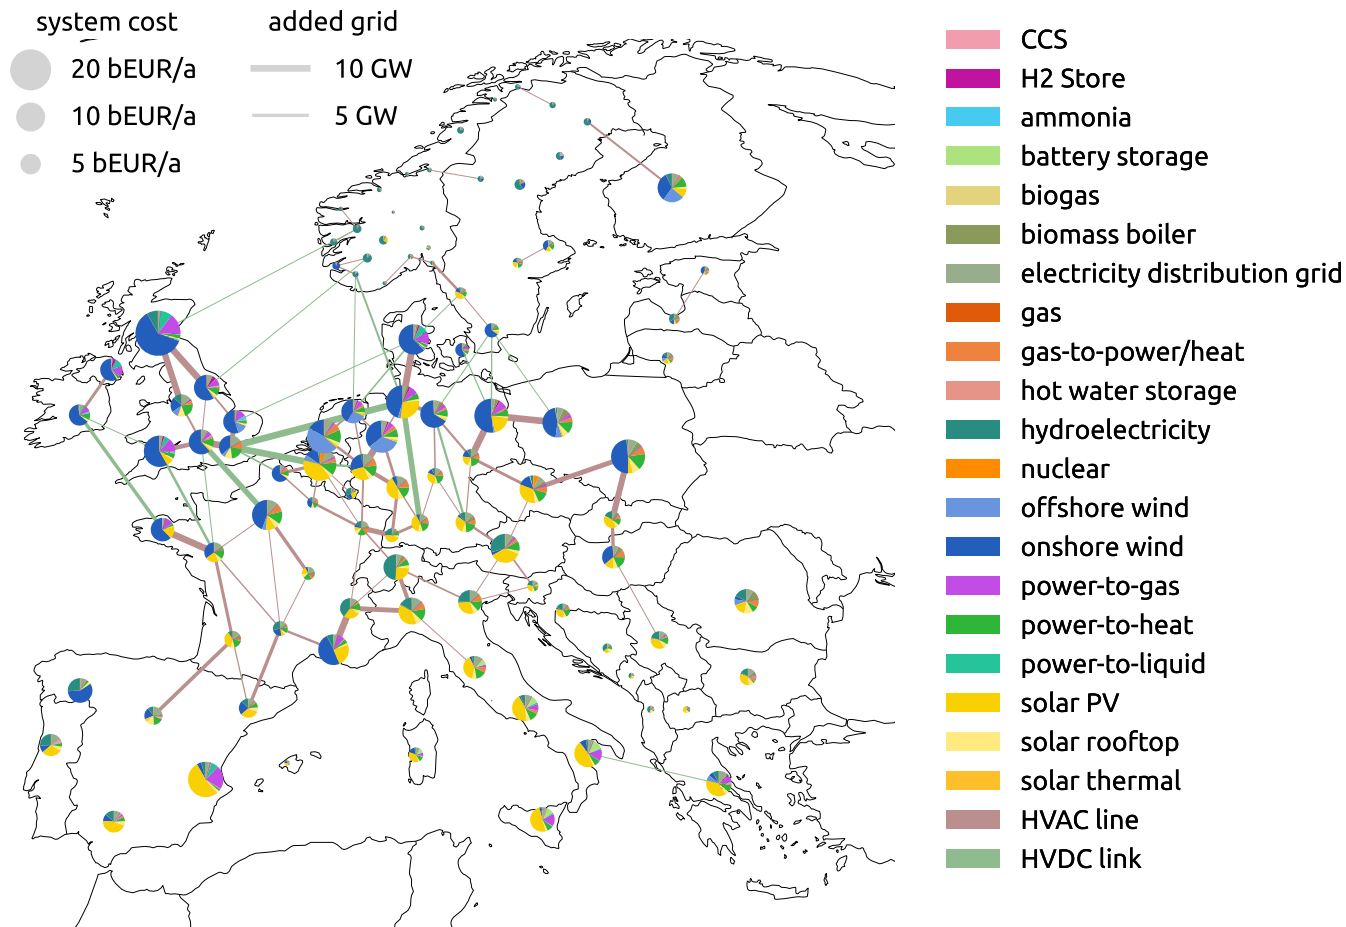 system cost
added grid
20 bEUR/a
10 GW
10 bEUR/a
5 GW
5 bEUR/a
CCS
H2 Store
ammonia
battery storage
biogas
biomass boiler
electricity distribution grid
gas
gas-to-power/heat
hot water storage
hydroelectricity
nuclear
offshore wind
onshore wind
power-to-gas
power-to-heat
power-to-liquid
solar PV
solar rooftop
solar thermal
HVAC line
HVDC link